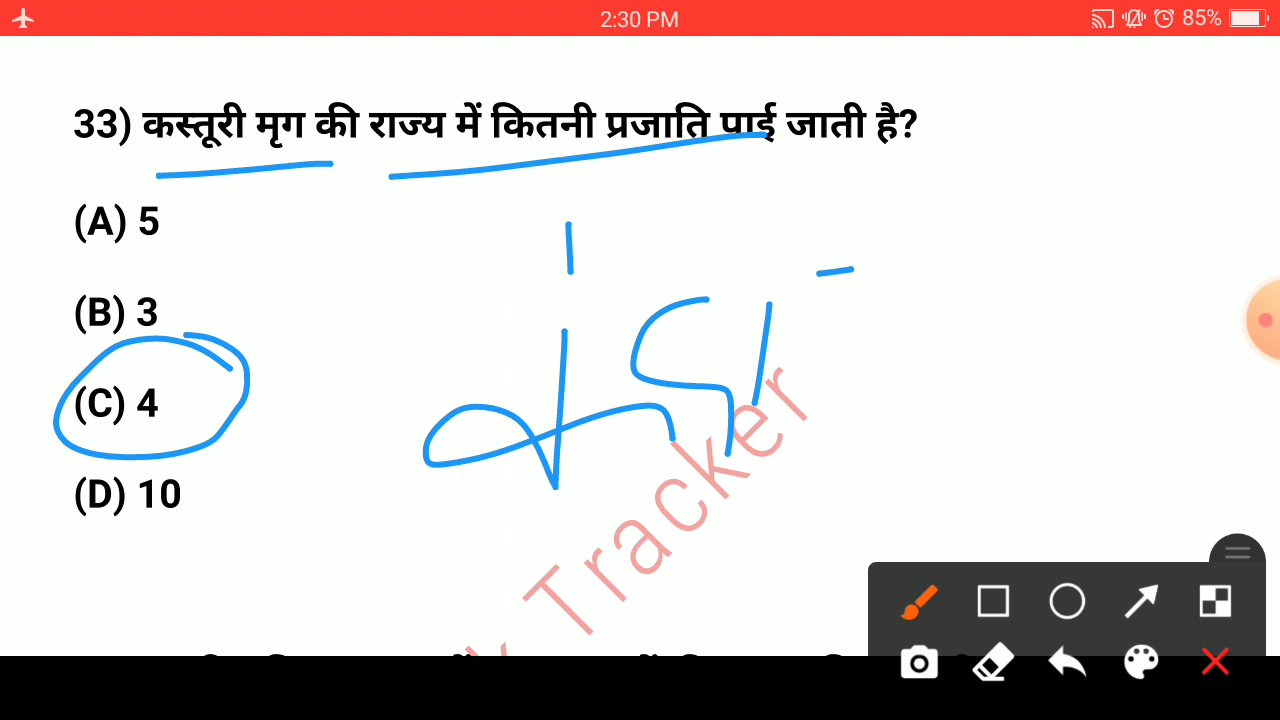 2:30 PM 85%
33) कस्तूरी मृग की राज्य में कितनी प्रजाति पाई जाती है?
(A) 5
(B) 3
(C) 4
(D) 10
Tracker